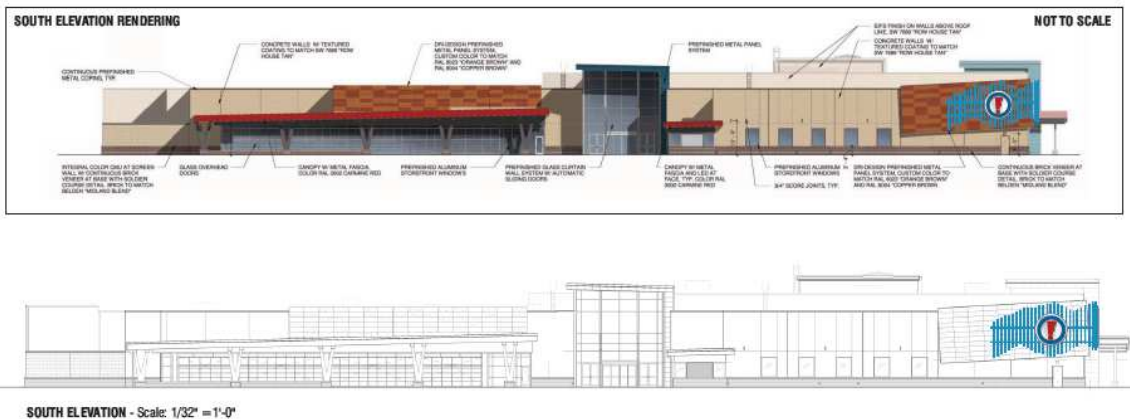 SOUTH ELEVATION RENDERING
NOT TO SCALE
EIFS FINISH ON WALLS ABOVE ROOF
LINE, SW 7689 "ROW HOUSE TAN"
CONCRETE WALLS W/ TEXTURED
COATING TO MATCH SW 7689 "ROW
HOUSE TAN"
DRI-DESIGN PREFINISHED
METAL PANEL SYSTEM,
CUSTOM COLOR TO MATCH
RAL 8023 "ORANGE BROWN" AND
RAL 8004 "COPPER BROWN"
PREFINISHED METAL PANEL
SYSTEM
CONCRETE WALLS W/
TEXTURED COATING TO MATCH
SW 7689 "ROW HOUSE TAN"
CONTINUOUS PREFINISHED
METAL COPING, TYP.
INTEGRAL COLOR CMU AT SCREEN
WALL W/ CONTINUOUS BRICK
VENEER AT BASE WITH SOLDIER
COURSE DETAIL, BRICK TO MATCH
BELDEN "MIDLAND BLEND"
GLASS OVERHEAD
DOORS
CANOPY W/ METAL FASCIA
COLOR RAL 3002 CARMINE RED
PREFINISHED ALUMINUM
STOREFRONT WINDOWS
PREFINISHED GLASS CURTAIN
WALL SYSTEM W/ AUTOMATIC
SLIDING DOORS
CANOPY W/ METAL
FASCIA AND LED AT
FACE, TYP. COLOR RAL
3002 CARMINE RED
PREFINISHED ALUMINUM
STOREFRONT WINDOWS
3/4" SCORE JOINTS, TYP.
DRI-DESIGN PREFINISHED METAL
PANEL SYSTEM, CUSTOM COLOR TO
MATCH RAL 8023 "ORANGE BROWN"
AND RAL 8004 "COPPER BROWN"
CONTINUOUS BRICK VENEER AT
BASE WITH SOLDIER COURSE
DETAIL, BRICK TO MATCH
BELDEN "MIDLAND BLEND"
SOUTH ELEVATION - Scale: 1/32" = 1'-0"